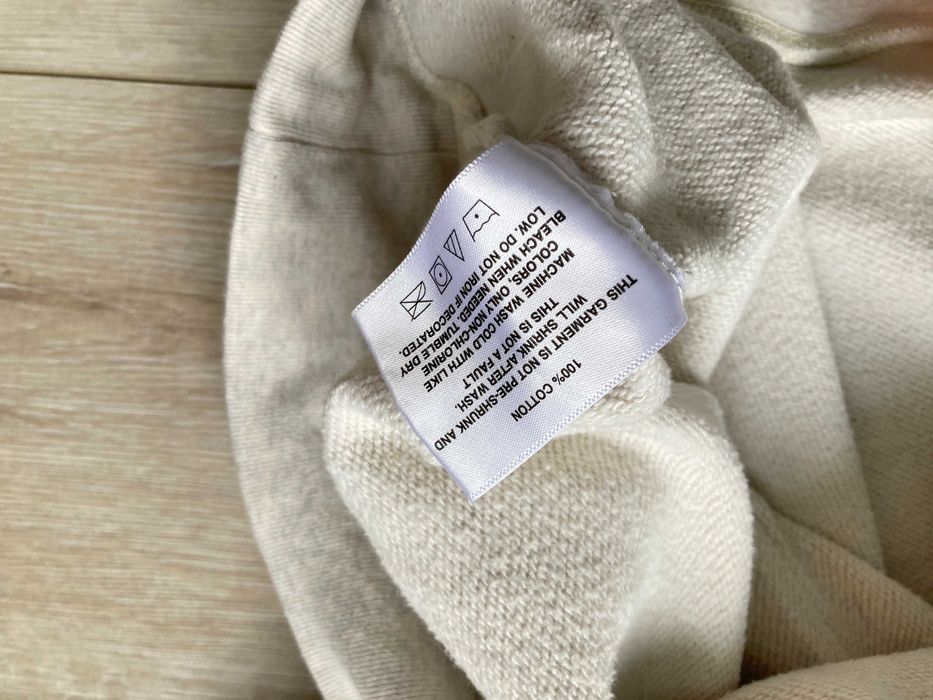 100% COTTON
THIS GARMENT IS NOT PRE-SHRUNK AND
WILL SHRINK AFTER WASH.
THIS IS NOT A FAULT
MACHINE WASH COLD WITH LIKE
COLORS. ONLY NON-CHLORINE
BLEACH WHEN NEEDED. TUMBLE DRY
LOW. DO NOT IRON IF DECORATED.